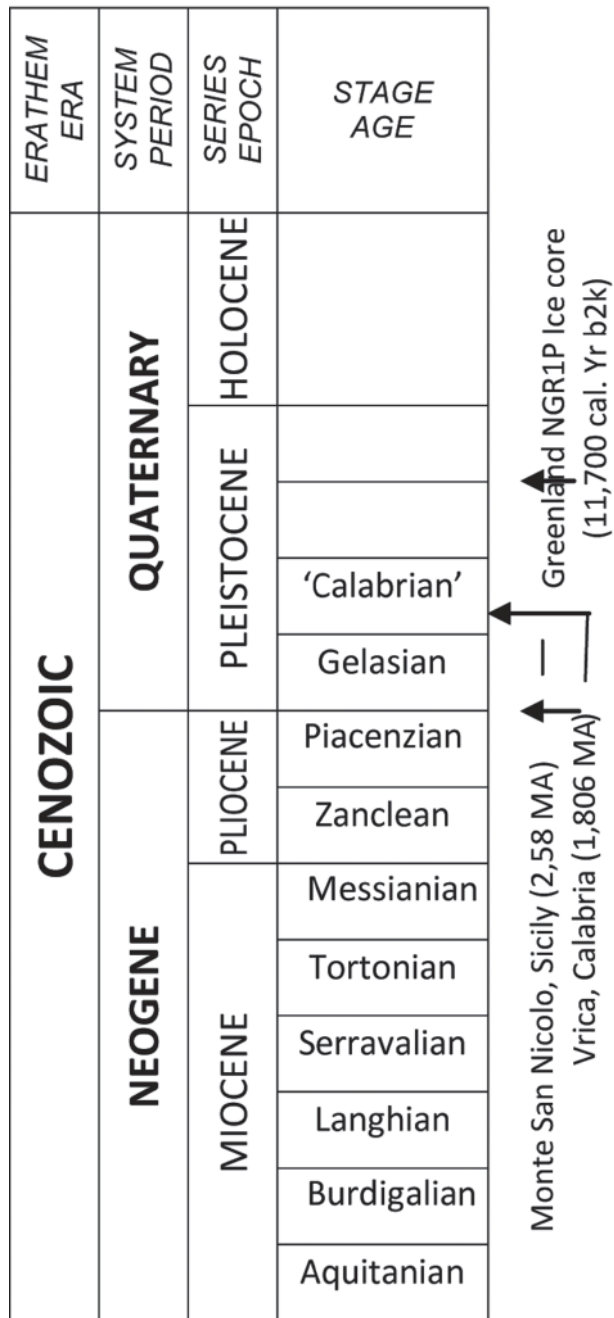 ERATHEM
ERA
SYSTEM
PERIOD
SERIES
EPOCH
STAGE
AGE
CENOZOIC
QUATERNARY
HOLOCENE
PLEISTOCENE
'Calabrian'
Gelasian
NEOGENE
PLIOCENE
Piacenzian
Zanclean
MIOCENE
Messianian
Tortonian
Serravalian
Langhian
Burdigalian
Aquitanian
Greenland NGR1P Ice core
(11,700 cal. Yr b2k)
Monte San Nicolo, Sicily (2,58 MA)
Vrica, Calabria (1,806 MA)